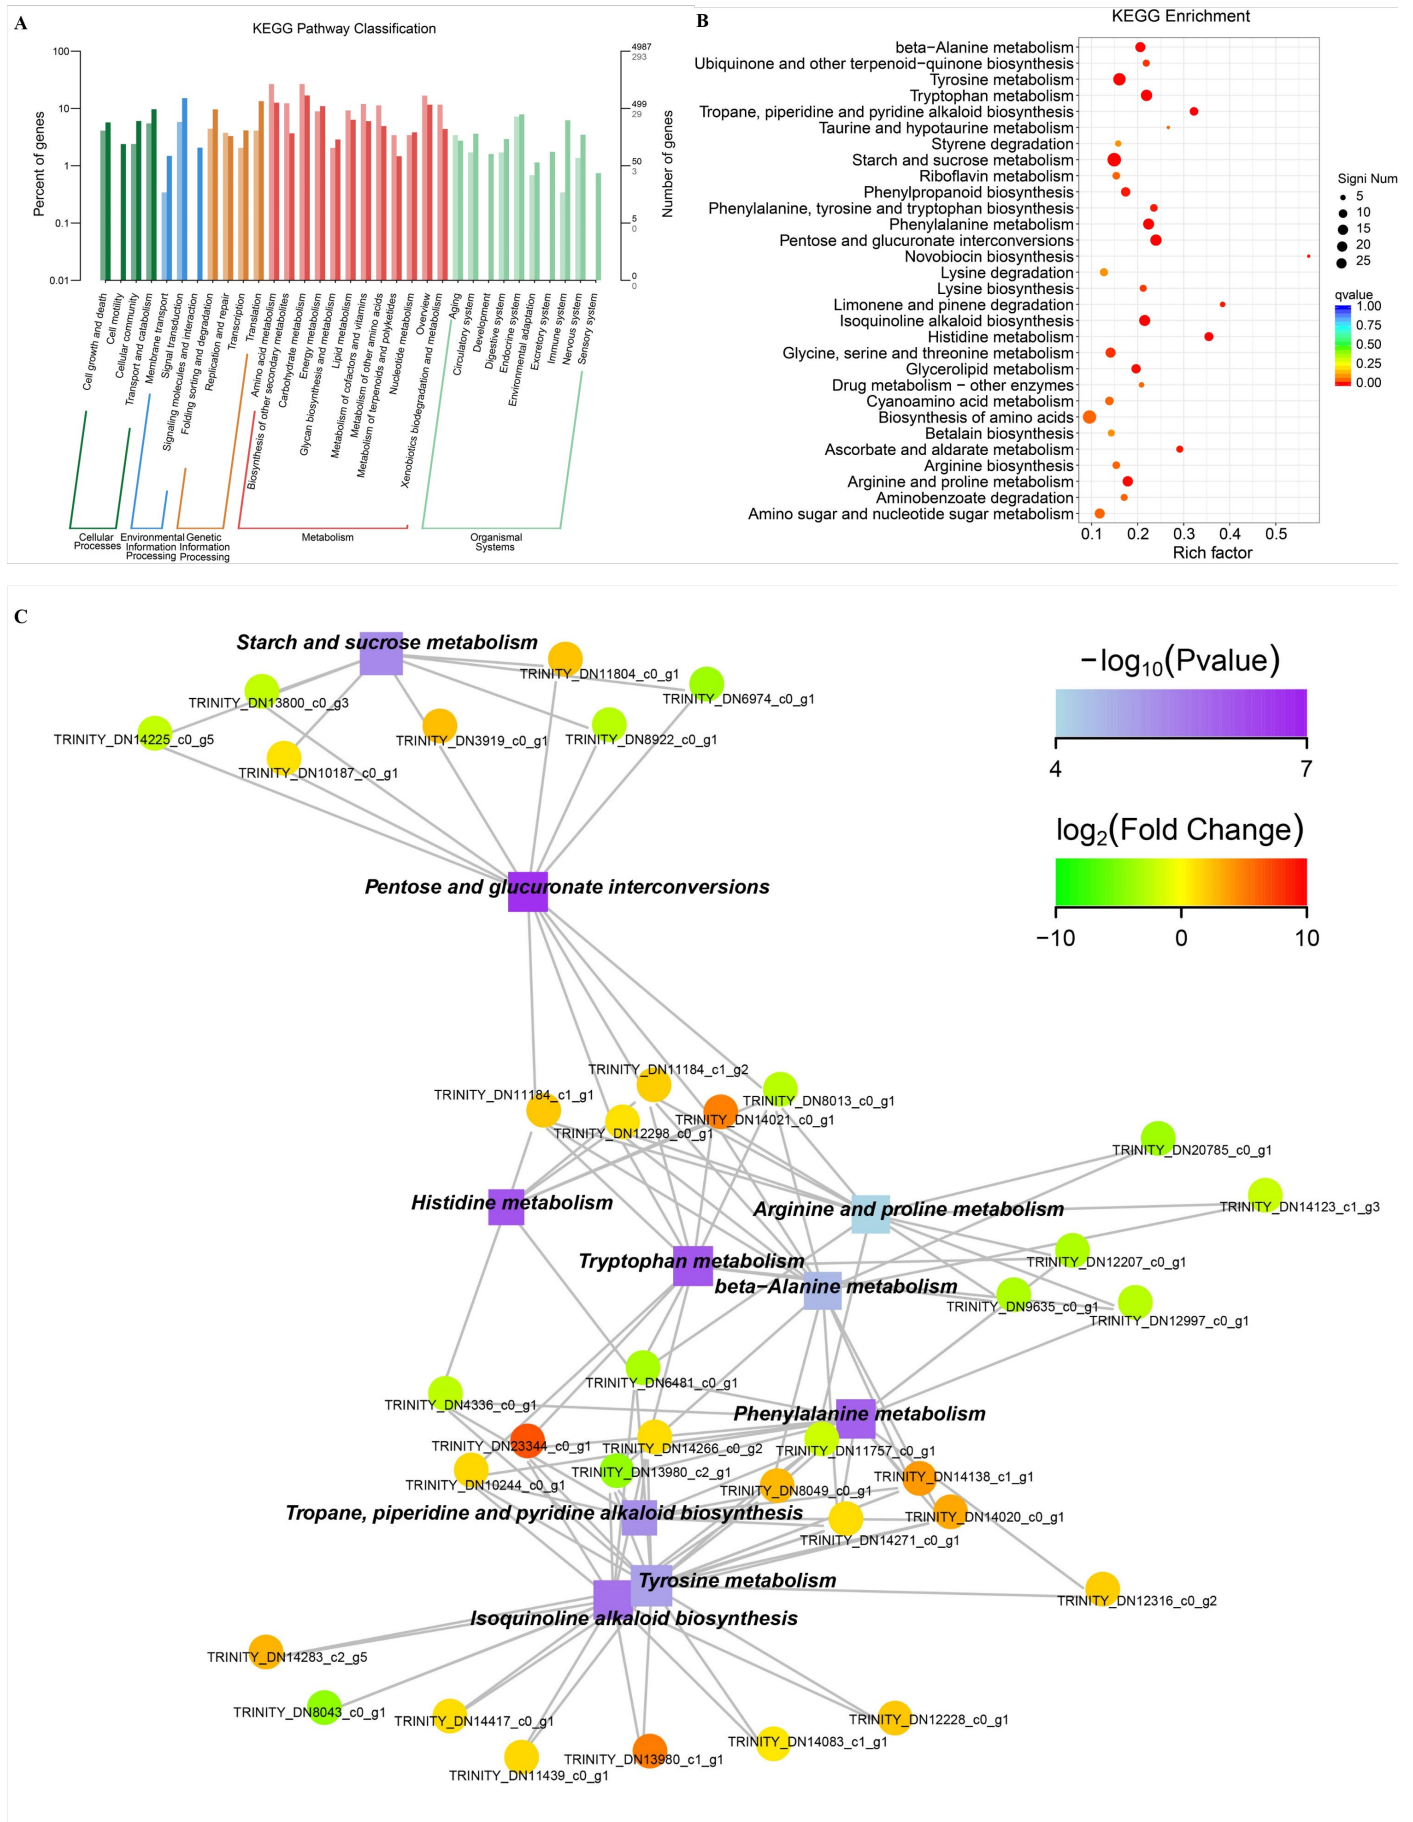 A
KEGG Pathway Classification
Percent of genes
100
10
1
0.1
0.01
4987
293
499
29
50
3
5
0
0
0
Number of genes
Cell growth and death
Cell motility
Cellular community
Transport and catabolism
Membrane transport
Signal transduction
Signaling molecules and interaction
Folding sorting and degradation
Replication and repair
Transcription
Translation
Amino acid metabolism
Biosynthesis of other secondary metabolites
Carbohydrate metabolism
Energy metabolism
Glycan biosynthesis and metabolism
Lipid metabolism
Metabolism of cofactors and vitamins
Metabolism of other amino acids
Metabolism of terpenoids and polyketides
Nucleotide metabolism
Xenobiotics biodegradation and metabolism
Overview
Aging
Circulatory system
Development
Digestive system
Endocrine system
Environmental adaptation
Excretory system
Immune system
Nervous system
Sensory system
Cellular
Processes
Environmental
Information
Processing
Genetic
Information
Processing
Metabolism
Organismal
Systems
B
KEGG Enrichment
beta−Alanine metabolism
Ubiquinone and other terpenoid−quinone biosynthesis
Tyrosine metabolism
Tryptophan metabolism
Tropane, piperidine and pyridine alkaloid biosynthesis
Taurine and hypotaurine metabolism
Styrene degradation
Starch and sucrose metabolism
Riboflavin metabolism
Phenylpropanoid biosynthesis
Phenylalanine, tyrosine and tryptophan biosynthesis
Phenylalanine metabolism
Pentose and glucuronate interconversions
Novobiocin biosynthesis
Lysine degradation
Lysine biosynthesis
Limonene and pinene degradation
Isoquinoline alkaloid biosynthesis
Histidine metabolism
Glycine, serine and threonine metabolism
Glycerolipid metabolism
Drug metabolism − other enzymes
Cyanoamino acid metabolism
Biosynthesis of amino acids
Betalain biosynthesis
Ascorbate and aldarate metabolism
Arginine biosynthesis
Arginine and proline metabolism
Aminobenzoate degradation
Amino sugar and nucleotide sugar metabolism
0.1 0.2 0.3 0.4 0.5
Rich factor
Signi Num
5
10
15
20
25
qvalue
1.00
0.75
0.50
0.25
0.00
C
Starch and sucrose metabolism
TRINITY_DN11804_c0_g1
TRINITY_DN6974_c0_g1
TRINITY_DN13800_c0_g3
TRINITY_DN14225_c0_g5
TRINITY_DN3919_c0_g1
TRINITY_DN8922_c0_g1
TRINITY_DN10187_c0_g1
−log10(Pvalue)
4 7
log2(Fold Change)
−10 0 10
Pentose and glucuronate interconversions
TRINITY_DN11184_c1_g2
TRINITY_DN11184_c1_g1
TRINITY_DN8013_c0_g1
TRINITY_DN14021_c0_g1
TRINITY_DN12298_c0_g1
TRINITY_DN20785_c0_g1
Histidine metabolism
Arginine and proline metabolism
TRINITY_DN14123_c1_g3
Tryptophan metabolism
TRINITY_DN12207_c0_g1
beta−Alanine metabolism
TRINITY_DN9635_c0_g1
TRINITY_DN12997_c0_g1
TRINITY_DN6481_c0_g1
TRINITY_DN4336_c0_g1
Phenylalanine metabolism
TRINITY_DN23344_c0_g1
TRINITY_DN14266_c0_g2
TRINITY_DN11757_c0_g1
TRINITY_DN13980_c2_g1
TRINITY_DN14138_c1_g1
TRINITY_DN10244_c0_g1
TRINITY_DN8049_c0_g1
Tropane, piperidine and pyridine alkaloid biosynthesis
TRINITY_DN14020_c0_g1
TRINITY_DN14271_c0_g1
Tyrosine metabolism
TRINITY_DN12316_c0_g2
Isoquinoline alkaloid biosynthesis
TRINITY_DN14283_c2_g5
TRINITY_DN8043_c0_g1
TRINITY_DN14417_c0_g1
TRINITY_DN12228_c0_g1
TRINITY_DN14083_c1_g1
TRINITY_DN13980_c1_g1
TRINITY_DN11439_c0_g1